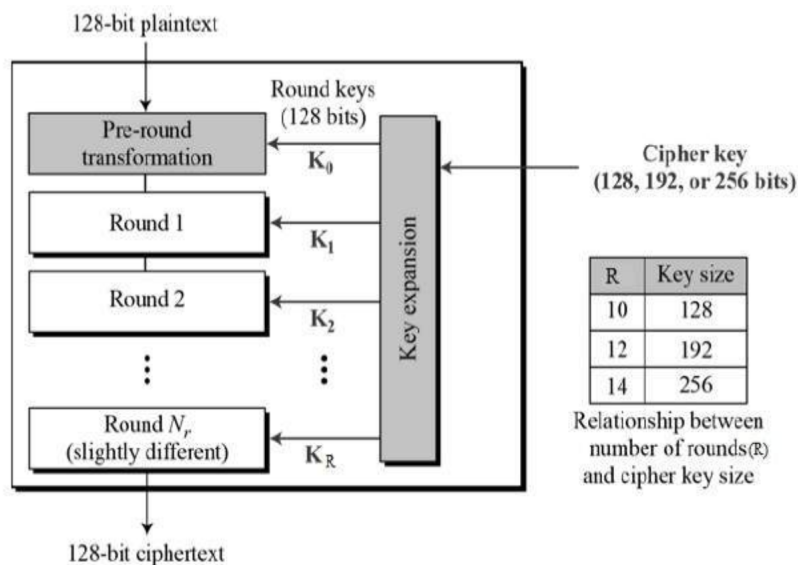 128-bit plaintext
Round keys
(128 bits)
Pre-round
transformation
K₀
Cipher key
(128, 192, or 256 bits)
Round 1
K₁
Round 2
K₂
Key expansion
R Key size
10 128
12 192
14 256
Round Nᵣ
(slightly different)
K_R
Relationship between
number of rounds(R)
and cipher key size
128-bit ciphertext